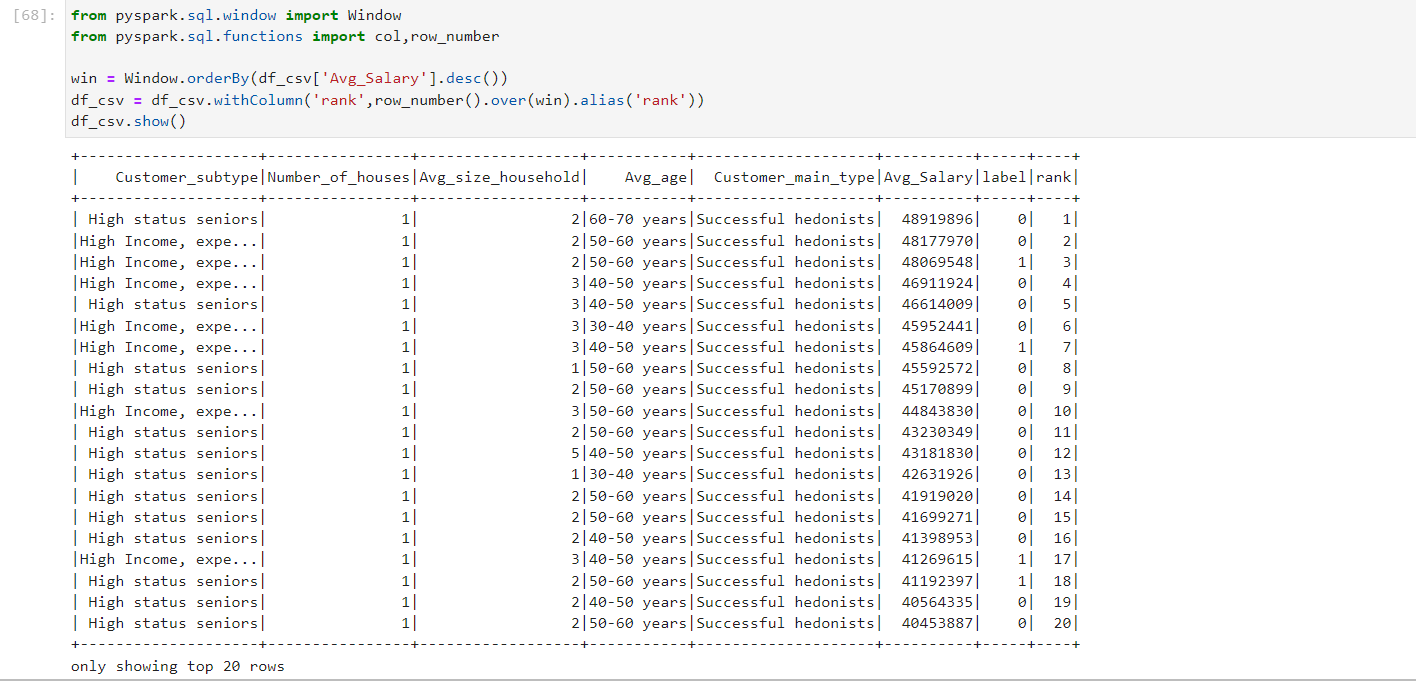 [68]: from pyspark.sql.window import Window
from pyspark.sql.functions import col,row_number

win = Window.orderBy(df_csv['Avg_Salary'].desc())
df_csv = df_csv.withColumn('rank',row_number().over(win).alias('rank'))
df_csv.show()

+--------------------+----------------+------------------+-----------+--------------------+----------+-----+----+
|    Customer_subtype|Number_of_houses|Avg_size_household|    Avg_age|  Customer_main_type|Avg_Salary|label|rank|
+--------------------+----------------+------------------+-----------+--------------------+----------+-----+----+
| High status seniors|               1|                 2|60-70 years|Successful hedonists|  48919896|    0|   1|
|High Income, expe...|               1|                 2|50-60 years|Successful hedonists|  48177970|    0|   2|
|High Income, expe...|               1|                 2|50-60 years|Successful hedonists|  48069548|    1|   3|
|High Income, expe...|               1|                 3|40-50 years|Successful hedonists|  46911924|    0|   4|
| High status seniors|               1|                 3|40-50 years|Successful hedonists|  46614009|    0|   5|
|High Income, expe...|               1|                 3|30-40 years|Successful hedonists|  45952441|    0|   6|
|High Income, expe...|               1|                 3|40-50 years|Successful hedonists|  45864609|    1|   7|
| High status seniors|               1|                 1|50-60 years|Successful hedonists|  45592572|    0|   8|
| High status seniors|               1|                 2|50-60 years|Successful hedonists|  45170899|    0|   9|
|High Income, expe...|               1|                 3|50-60 years|Successful hedonists|  44843830|    0|  10|
| High status seniors|               1|                 2|50-60 years|Successful hedonists|  43230349|    0|  11|
| High status seniors|               1|                 5|40-50 years|Successful hedonists|  43181830|    0|  12|
| High status seniors|               1|                 1|30-40 years|Successful hedonists|  42631926|    0|  13|
| High status seniors|               1|                 2|50-60 years|Successful hedonists|  41919020|    0|  14|
| High status seniors|               1|                 2|50-60 years|Successful hedonists|  41699271|    0|  15|
| High status seniors|               1|                 2|40-50 years|Successful hedonists|  41398953|    0|  16|
|High Income, expe...|               1|                 3|40-50 years|Successful hedonists|  41269615|    1|  17|
| High status seniors|               1|                 2|50-60 years|Successful hedonists|  41192397|    1|  18|
| High status seniors|               1|                 2|40-50 years|Successful hedonists|  40564335|    0|  19|
| High status seniors|               1|                 2|50-60 years|Successful hedonists|  40453887|    0|  20|
+--------------------+----------------+------------------+-----------+--------------------+----------+-----+----+
only showing top 20 rows